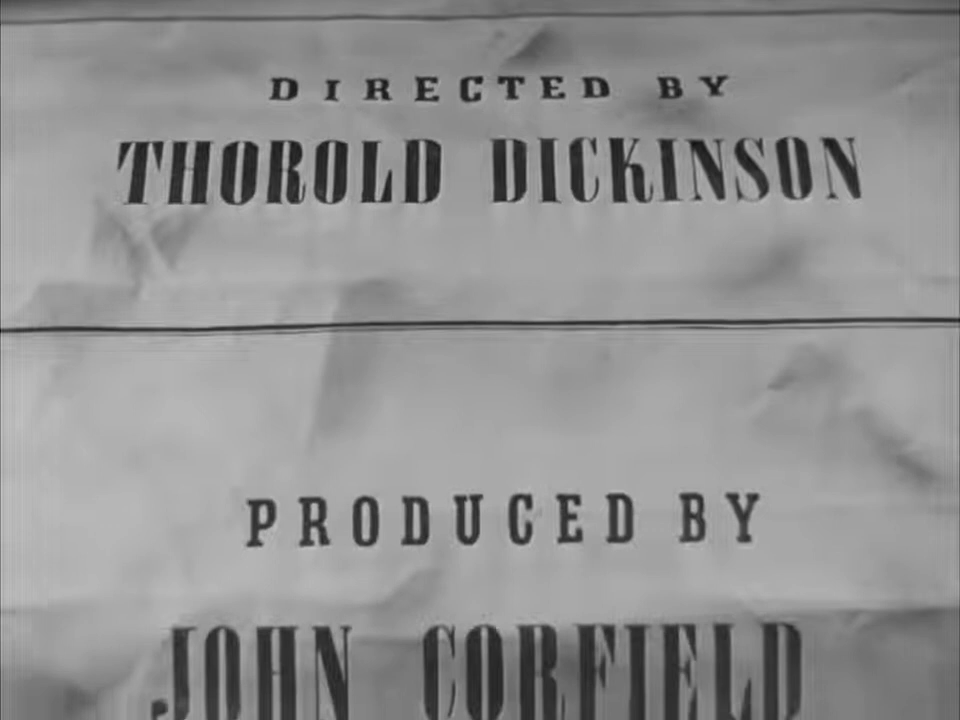 DIRECTED BY
THOROLD DICKINSON
PRODUCED BY
JOHN CORFIELD